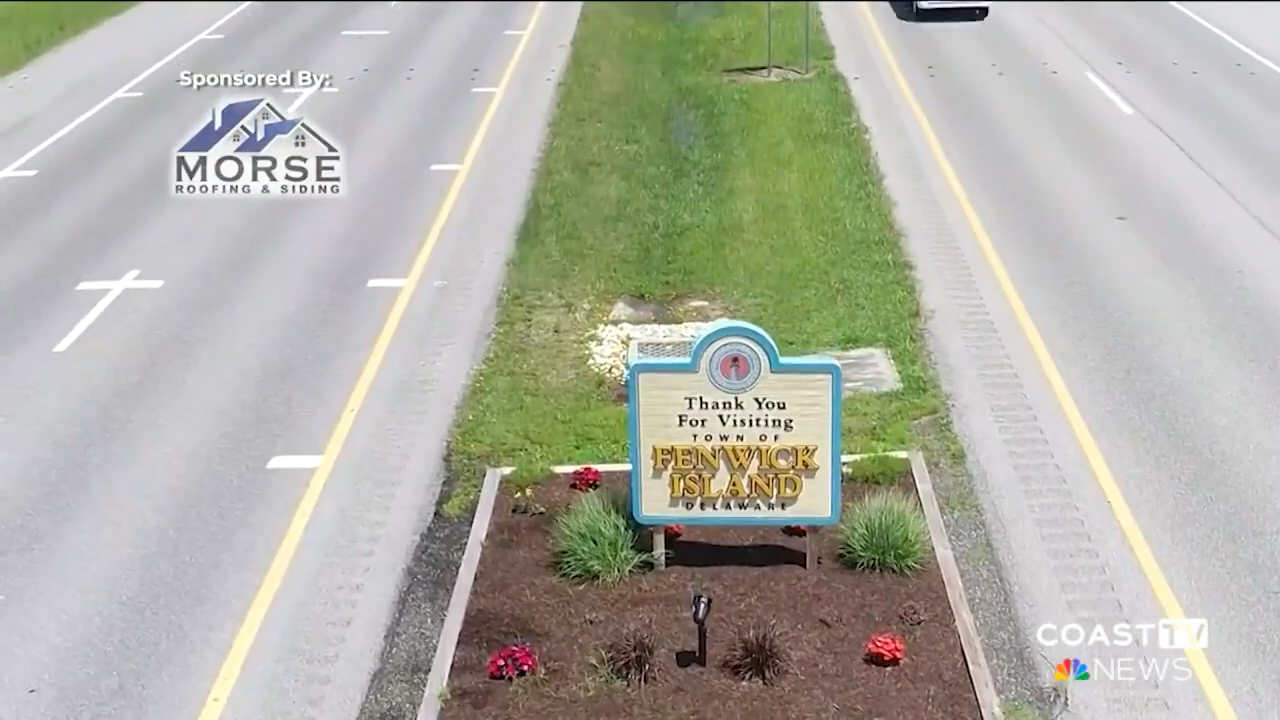 Sponsored By:
MORSE
ROOFING & SIDING
Thank You
For Visiting
TOWN OF
FENWICK
ISLAND
DELAWARE
COAST TV
NEWS